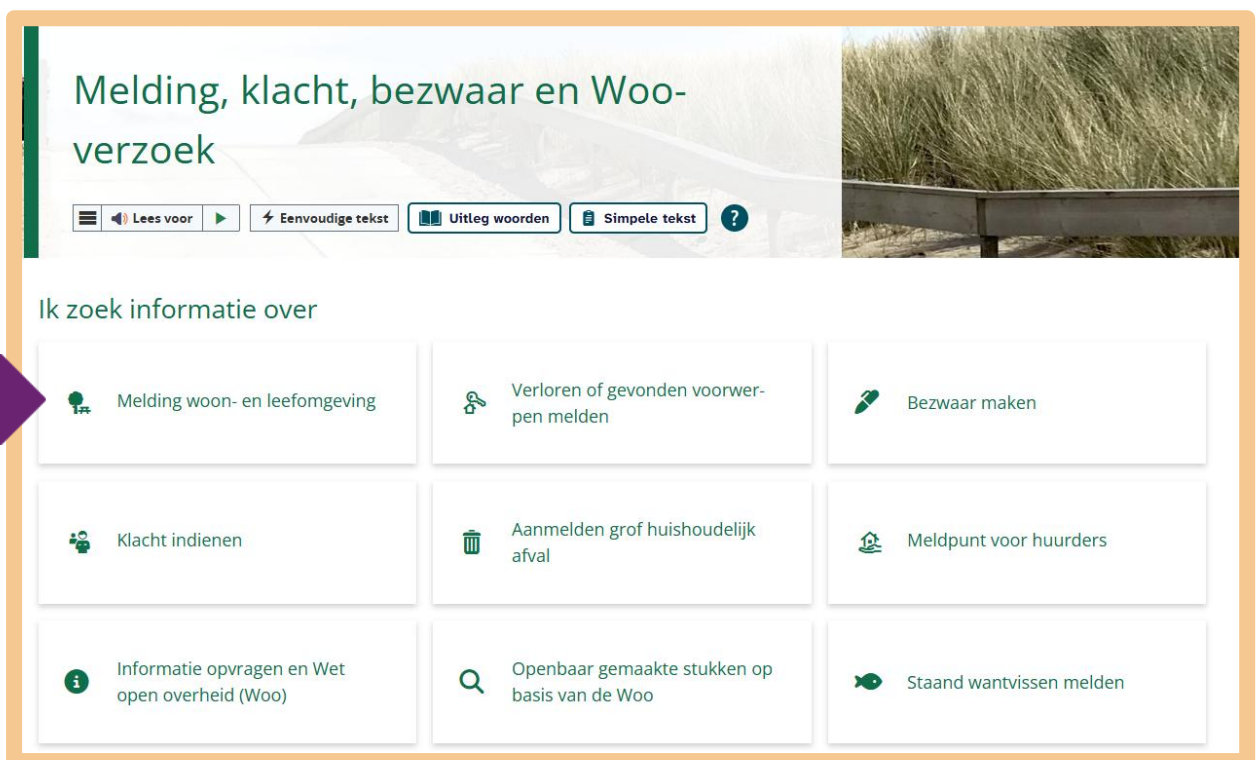 Melding, klacht, bezwaar en Woo-
verzoek
Lees voor
Eenvoudige tekst
Uitleg woorden
Simpele tekst
?
Ik zoek informatie over
Melding woon- en leefomgeving
Verloren of gevonden voorwer-
pen melden
Bezwaar maken
Klacht indienen
Aanmelden grof huishoudelijk
afval
Meldpunt voor huurders
Informatie opvragen en Wet
open overheid (Woo)
Openbaar gemaakte stukken op
basis van de Woo
Staand wantvissen melden